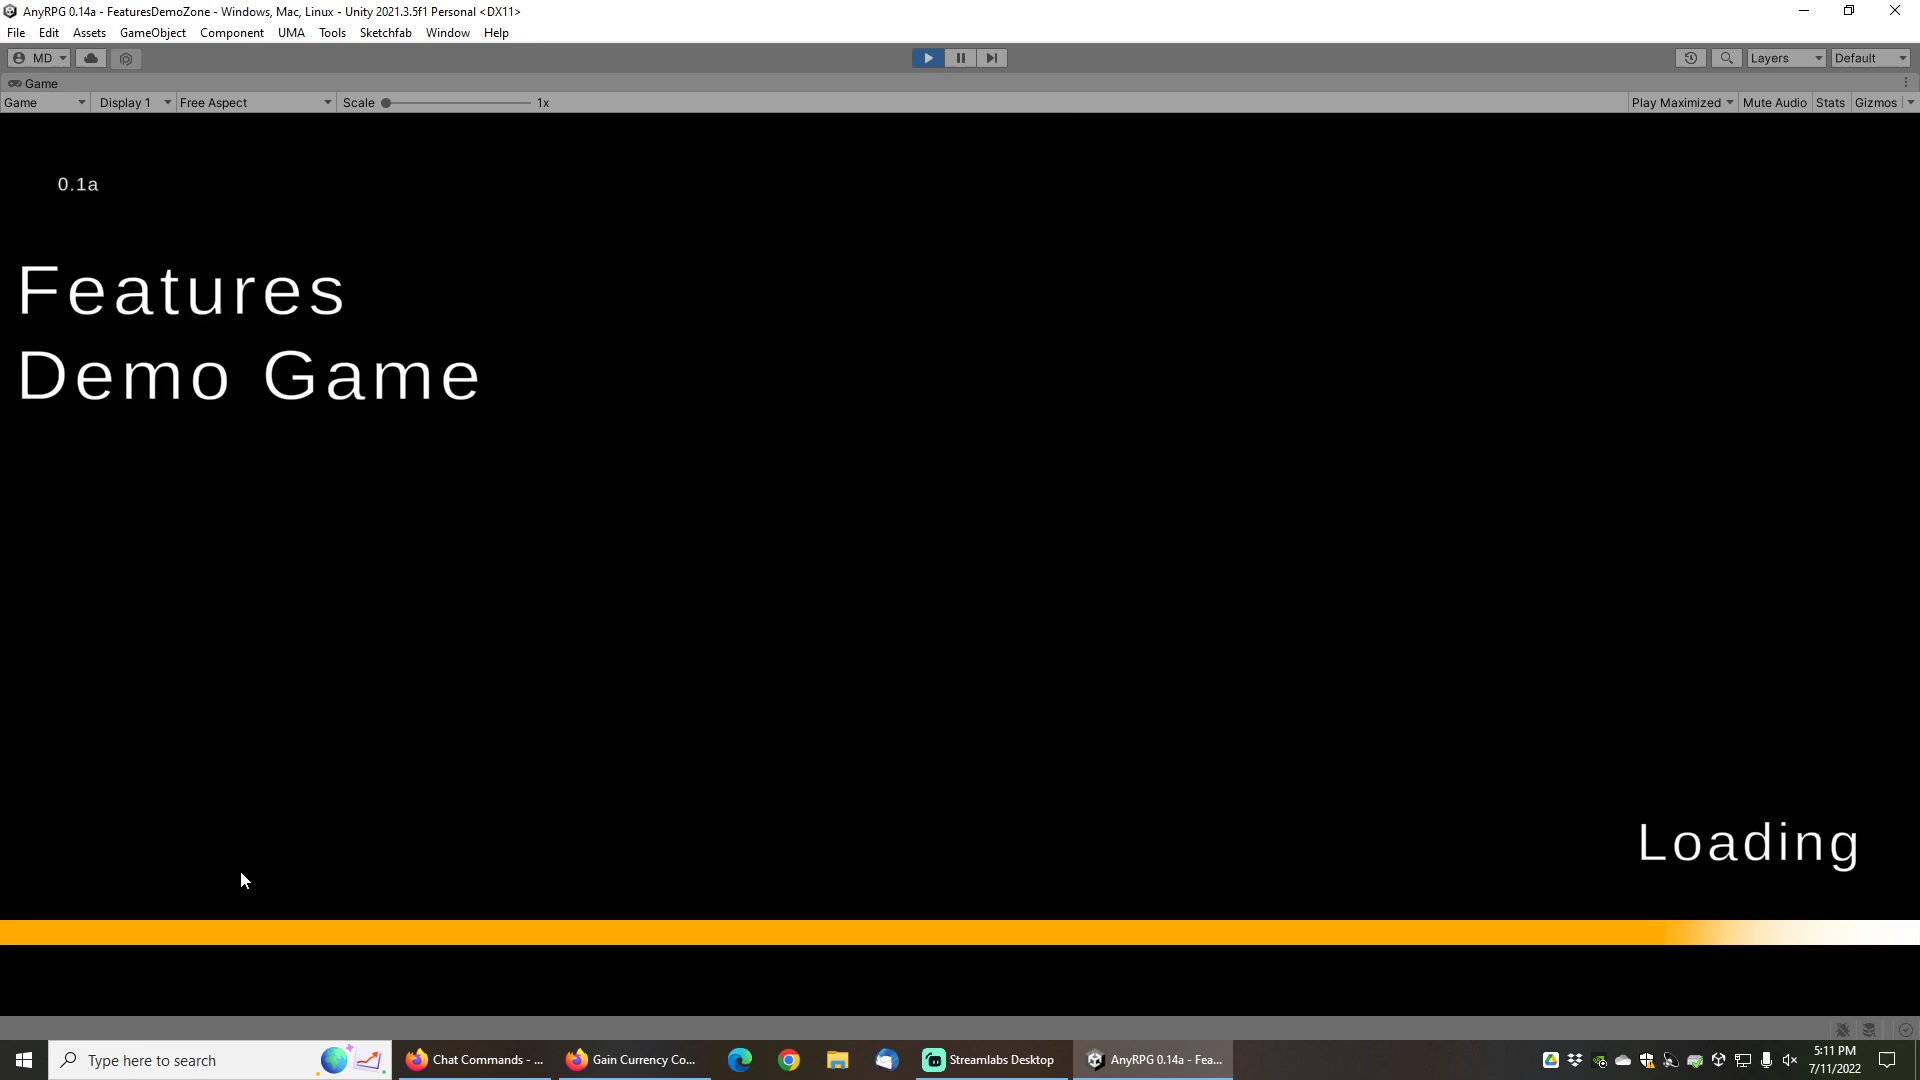 AnyRPG 0.14a - FeaturesDemoZone - Windows, Mac, Linux - Unity 2021.3.5f1 Personal <DX11>
File Edit Assets GameObject Component UMA Tools Sketchfab Window Help
MD Layers Default
Game
Game Display 1 Free Aspect Scale 1x Play Maximized Mute Audio Stats Gizmos
0.1a
Features
Demo Game
Loading
Type here to search Chat Commands - ... Gain Currency Co... Streamlabs Desktop AnyRPG 0.14a - Fea... 5:11 PM
7/11/2022